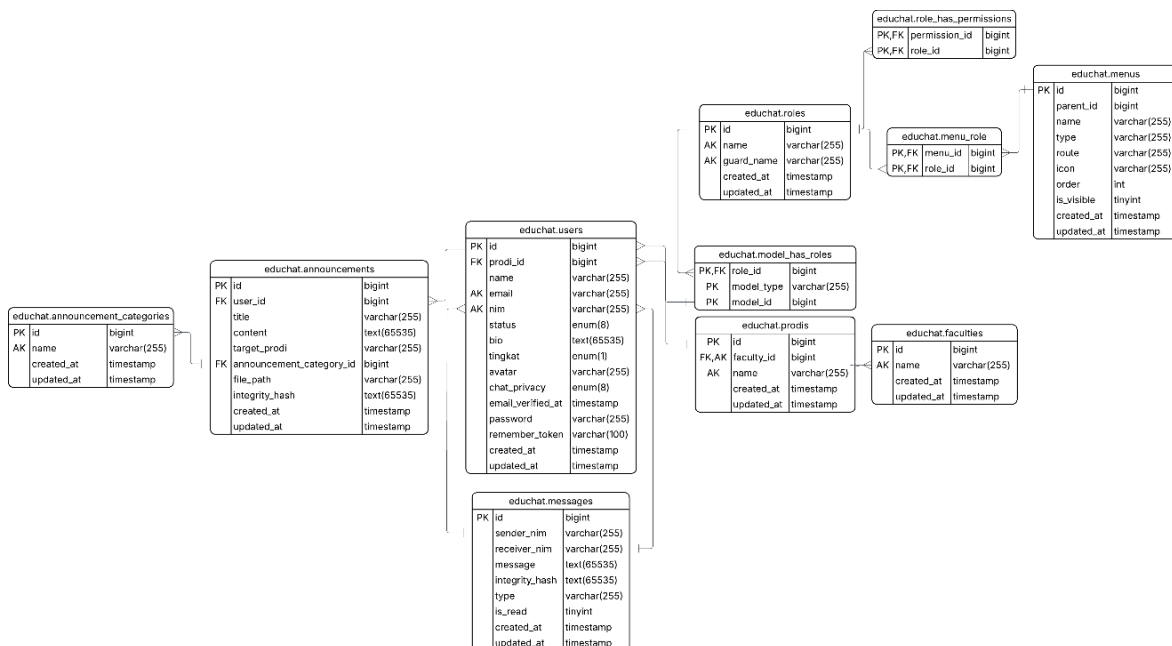 educhat.role_has_permissions
PK,FK permission_id bigint
PK,FK role_id bigint
educhat.menus
PK id bigint
parent_id bigint
name varchar(255)
type varchar(255)
route varchar(255)
icon varchar(255)
order int
is_visible tinyint
created_at timestamp
updated_at timestamp
educhat.roles
PK id bigint
AK name varchar(255)
AK guard_name varchar(255)
created_at timestamp
updated_at timestamp
educhat.menu_role
PK,FK menu_id bigint
PK,FK role_id bigint
educhat.users
PK id bigint
FK prodi_id bigint
name varchar(255)
AK email varchar(255)
AK nim varchar(255)
status enum(8)
bio text(65535)
tingkat enum(1)
avatar varchar(255)
chat_privacy enum(8)
email_verified_at timestamp
password varchar(255)
remember_token varchar(100)
created_at timestamp
updated_at timestamp
educhat.model_has_roles
PK,FK role_id bigint
PK model_type varchar(255)
PK model_id bigint
educhat.announcements
PK id bigint
FK user_id bigint
title varchar(255)
content text(65535)
target_prodi varchar(255)
FK announcement_category_id bigint
file_path varchar(255)
integrity_hash text(65535)
created_at timestamp
updated_at timestamp
educhat.announcement_categories
PK id bigint
AK name varchar(255)
created_at timestamp
updated_at timestamp
educhat.prodis
PK id bigint
FK,AK faculty_id bigint
AK name varchar(255)
created_at timestamp
updated_at timestamp
educhat.faculties
PK id bigint
AK name varchar(255)
created_at timestamp
updated_at timestamp
educhat.messages
PK id bigint
sender_nim varchar(255)
receiver_nim varchar(255)
message text(65535)
integrity_hash text(65535)
type varchar(255)
is_read tinyint
created_at timestamp
updated_at timestamp